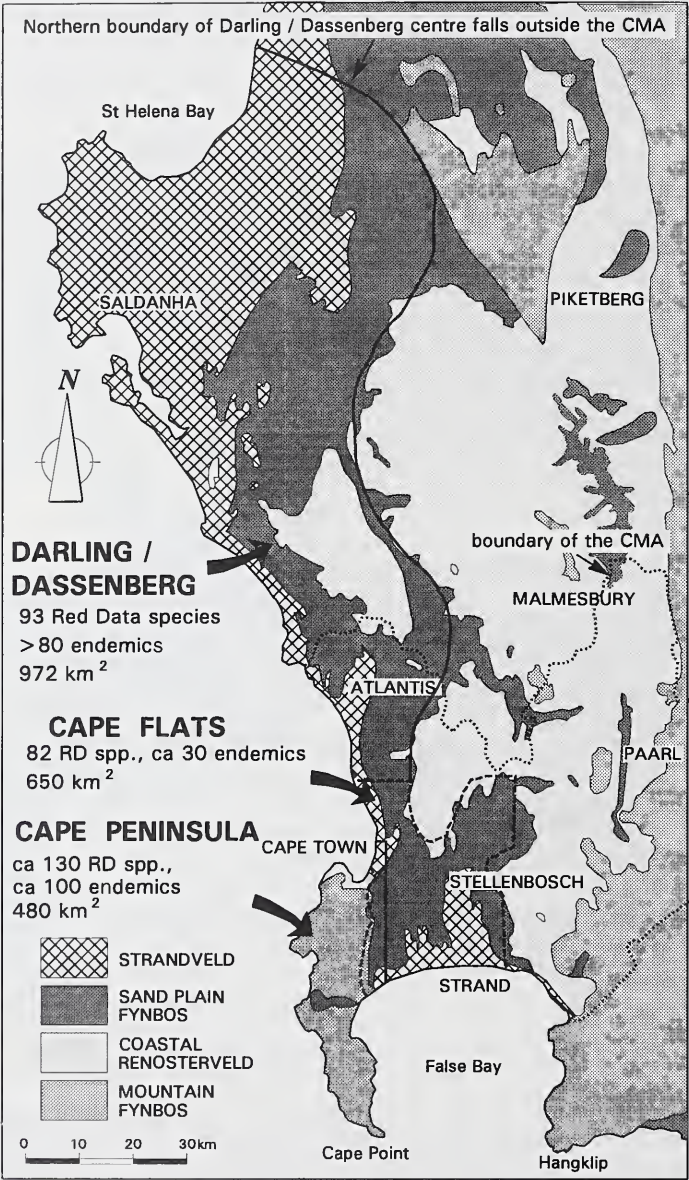 Northern boundary of Darling / Dassenberg centre falls outside the CMA
St Helena Bay
SALDANHA
PIKETBERG
N
boundary of the CMA
MALMESBURY
DARLING /
DASSENBERG
93 Red Data species
>80 endemics
972 km²
ATLANTIS
CAPE FLATS
82 RD spp., ca 30 endemics
650 km²
PAARL
CAPE PENINSULA
ca 130 RD spp.,
ca 100 endemics
480 km²
CAPE TOWN
STELLENBOSCH
STRANDVELD
SAND PLAIN
FYNBOS
COASTAL
RENOSTERVELD
MOUNTAIN
FYNBOS
STRAND
False Bay
0 10 20 30km
Cape Point
Hangklip